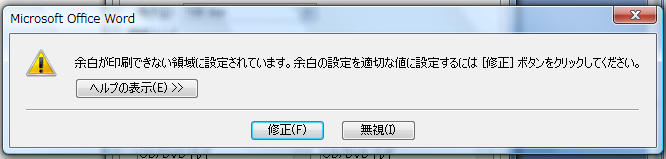 Microsoft Office Word
余白が印刷できない領域に設定されています。余白の設定を適切な値に設定するには [修正] ボタンをクリックしてください。
ヘルプの表示(E) >>
修正(F)
無視(I)